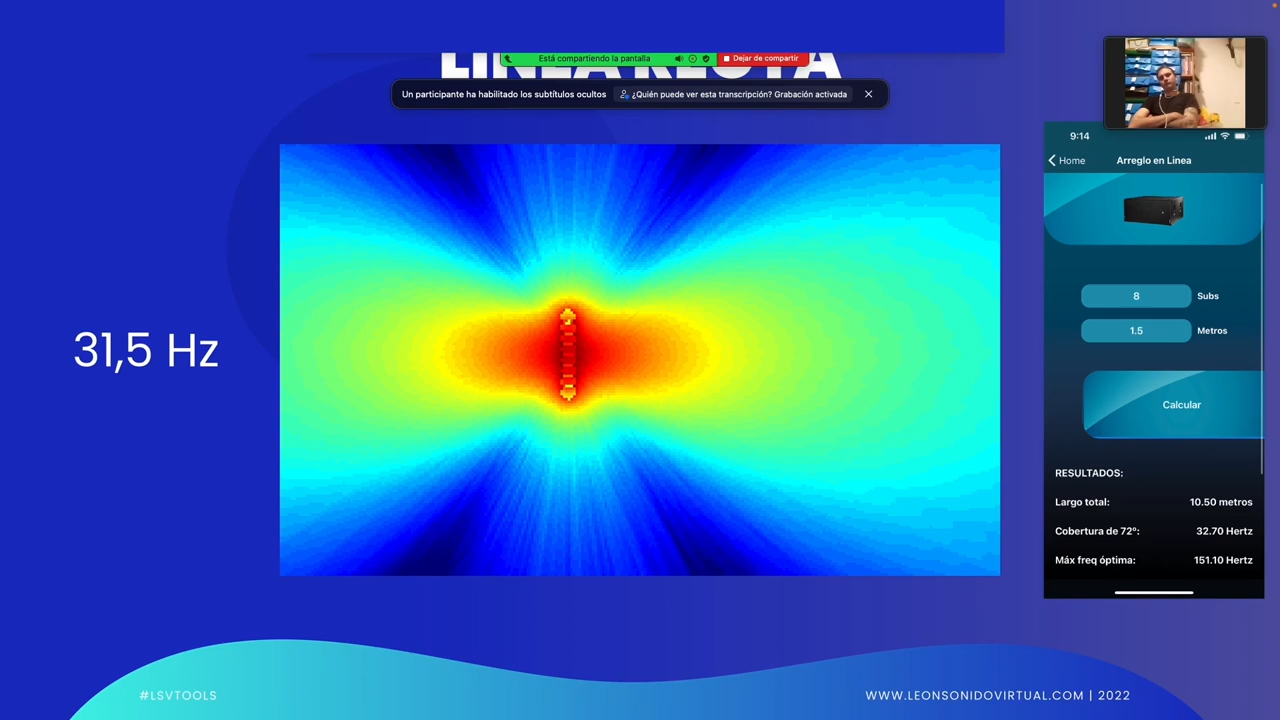 LÍNEA RECTA
Está compartiendo la pantalla
Dejar de compartir
Un participante ha habilitado los subtítulos ocultos
¿Quién puede ver esta transcripción? Grabación activada
9:14
Home
Arreglo en Linea
8 Subs
1.5 Metros
Calcular
31,5 Hz
RESULTADOS:
Largo total: 10.50 metros
Cobertura de 72º: 32.70 Hertz
Máx freq óptima: 151.10 Hertz
#LSVTOOLS
WWW.LEONSONIDOVIRTUAL.COM | 2022